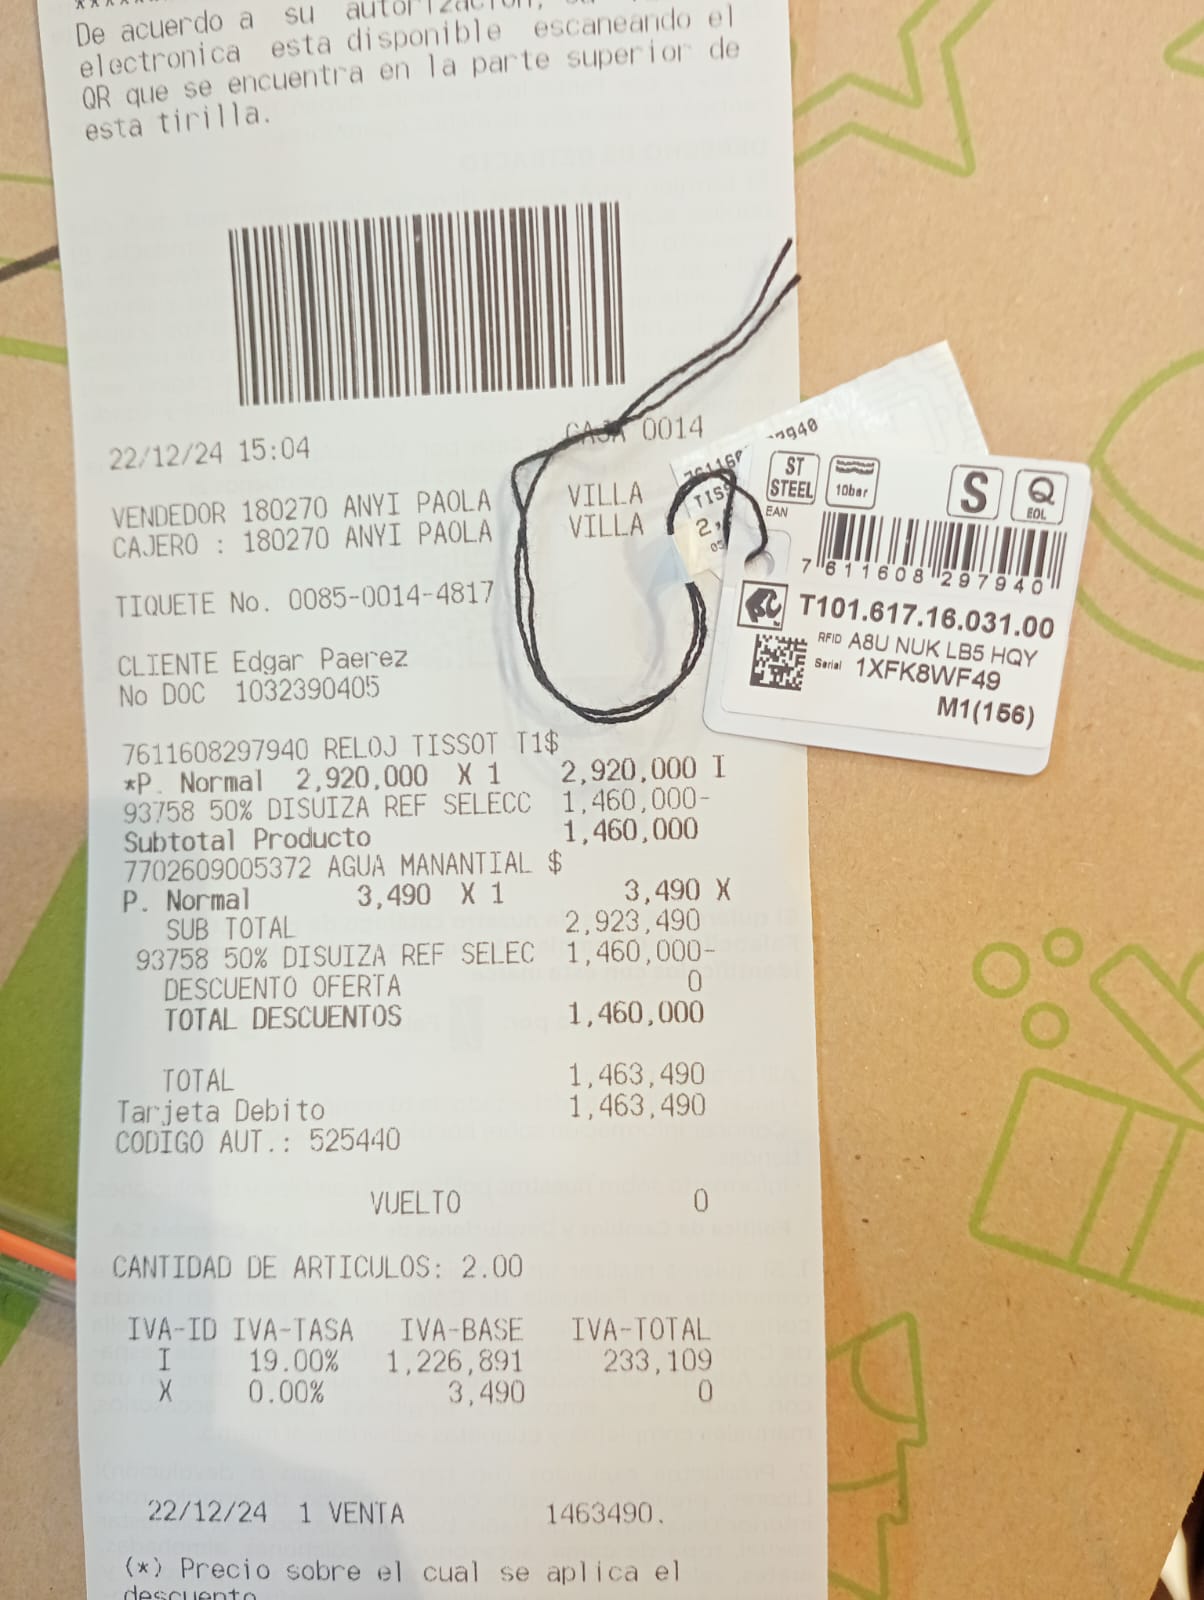 De acuerdo a su autorizacion, su
electronica esta disponible escaneando el
QR que se encuentra en la parte superior de
esta tirilla.
22/12/24 15:04 CAJA 0014
VENDEDOR 180270 ANYI PAOLA VILLA
CAJERO : 180270 ANYI PAOLA VILLA
TIQUETE No. 0085-0014-4817
CLIENTE Edgar Paerez
No DOC 1032390405
7611608297940 RELOJ TISSOT T1$
*P. Normal 2,920,000 X 1 2,920,000 I
93758 50% DISUIZA REF SELECC 1,460,000-
Subtotal Producto 1,460,000
7702609005372 AGUA MANANTIAL $
P. Normal 3,490 X 1 3,490 X
SUB TOTAL 2,923,490
93758 50% DISUIZA REF SELEC 1,460,000-
DESCUENTO OFERTA 0
TOTAL DESCUENTOS 1,460,000
TOTAL 1,463,490
Tarjeta Debito 1,463,490
CODIGO AUT.: 525440
VUELTO 0
CANTIDAD DE ARTICULOS: 2.00
IVA-ID IVA-TASA IVA-BASE IVA-TOTAL
I 19.00% 1,226,891 233,109
X 0.00% 3,490 0
22/12/24 1 VENTA 1463490.
(*) Precio sobre el cual se aplica el
descuento
TISS
2,
ST STEEL
10bar
S
Q
EOL
EAN
7 611608 297940
T101.617.16.031.00
RFID A8U NUK LB5 HQY
Serial 1XFK8WF49
M1(156)